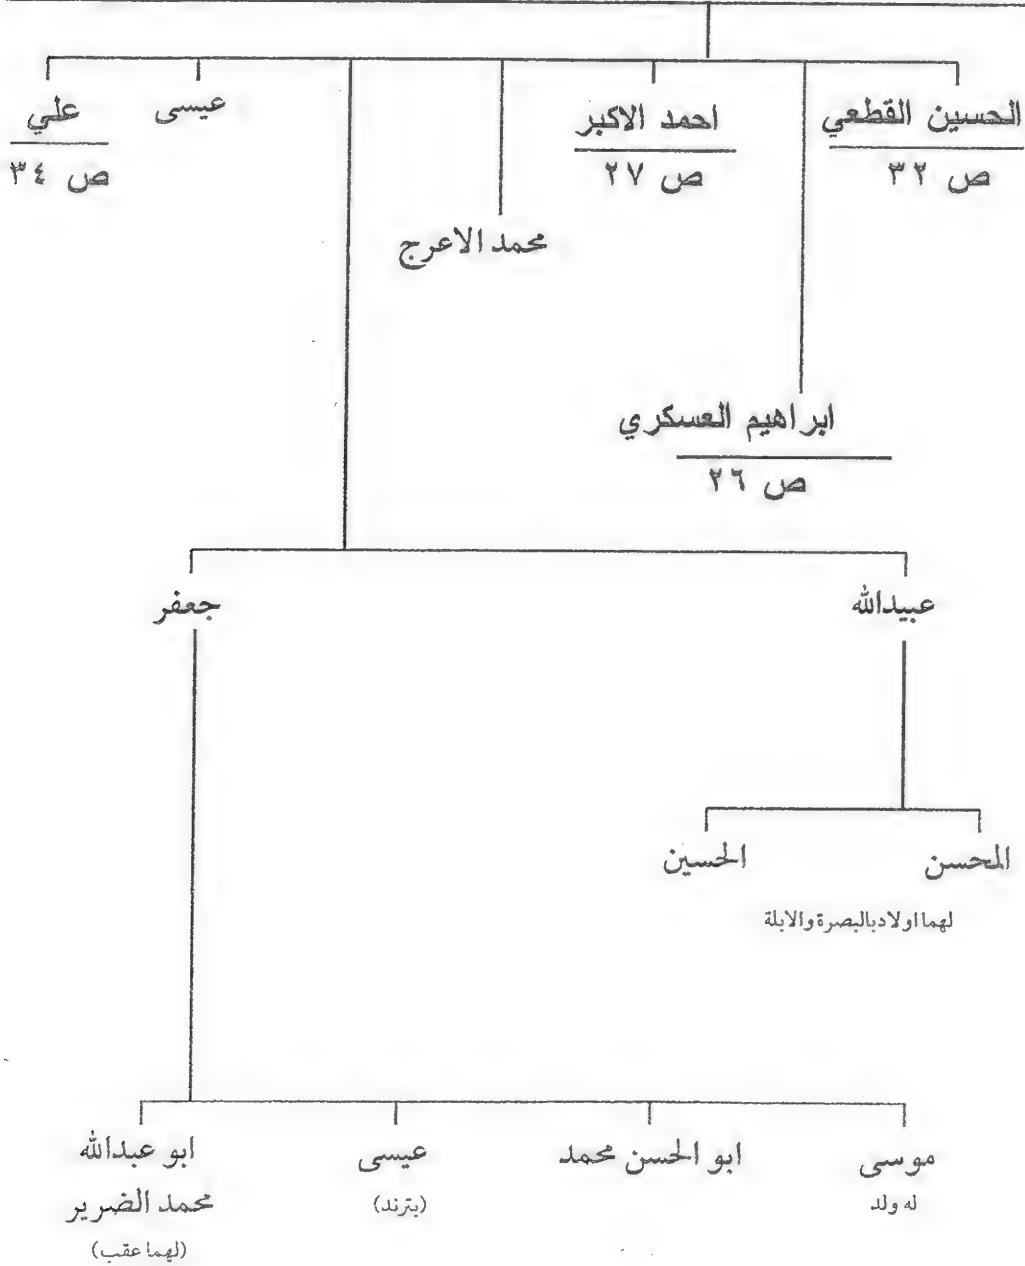 الحسين القطعي
ص ٣٢
احمد الاكبر
ص ٢٧
عيسى
علي
ص ٣٤
محمد الاعرج
ابراهيم العسكري
ص ٢٦
عبيدالله
جعفر
المحسن
الحسين
لهما اولاد بالبصرة والابلة
موسى
له ولد
ابو الحسن محمد
عيسى
(بترند)
ابو عبدالله
محمد الضرير
(لهما عقب)